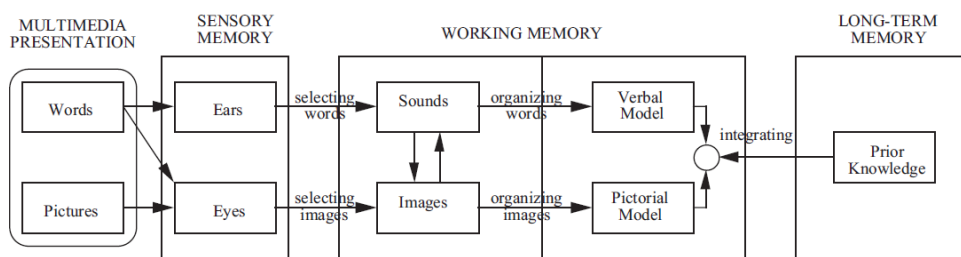 MULTIMEDIA
PRESENTATION
SENSORY
MEMORY
WORKING MEMORY
LONG-TERM
MEMORY
Words
Ears
selecting
words
Sounds
organizing
words
Verbal
Model
integrating
Prior
Knowledge
Pictures
Eyes
selecting
images
Images
organizing
images
Pictorial
Model